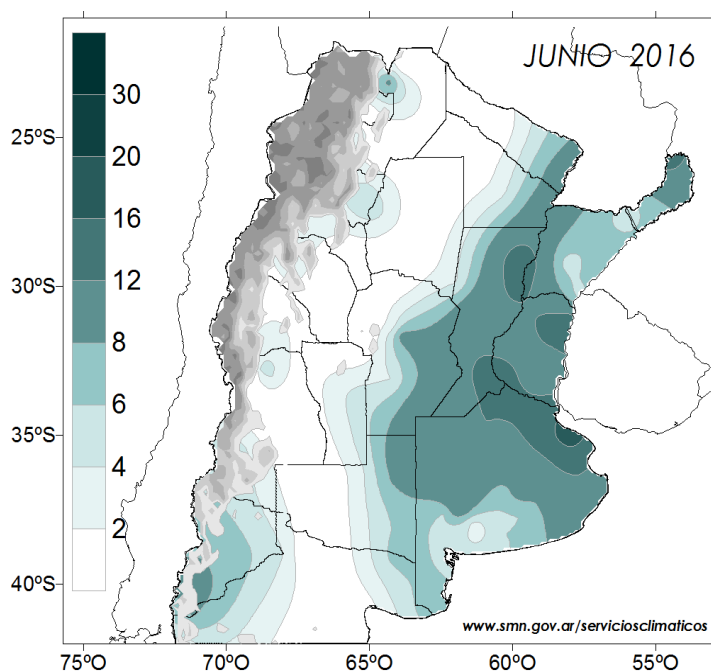 JUNIO 2016
30
20
16
12
8
6
4
2
25ºS
30ºS
35ºS
40ºS
75ºO 70ºO 65ºO 60ºO 55ºO
www.smn.gov.ar/serviciosclimaticos